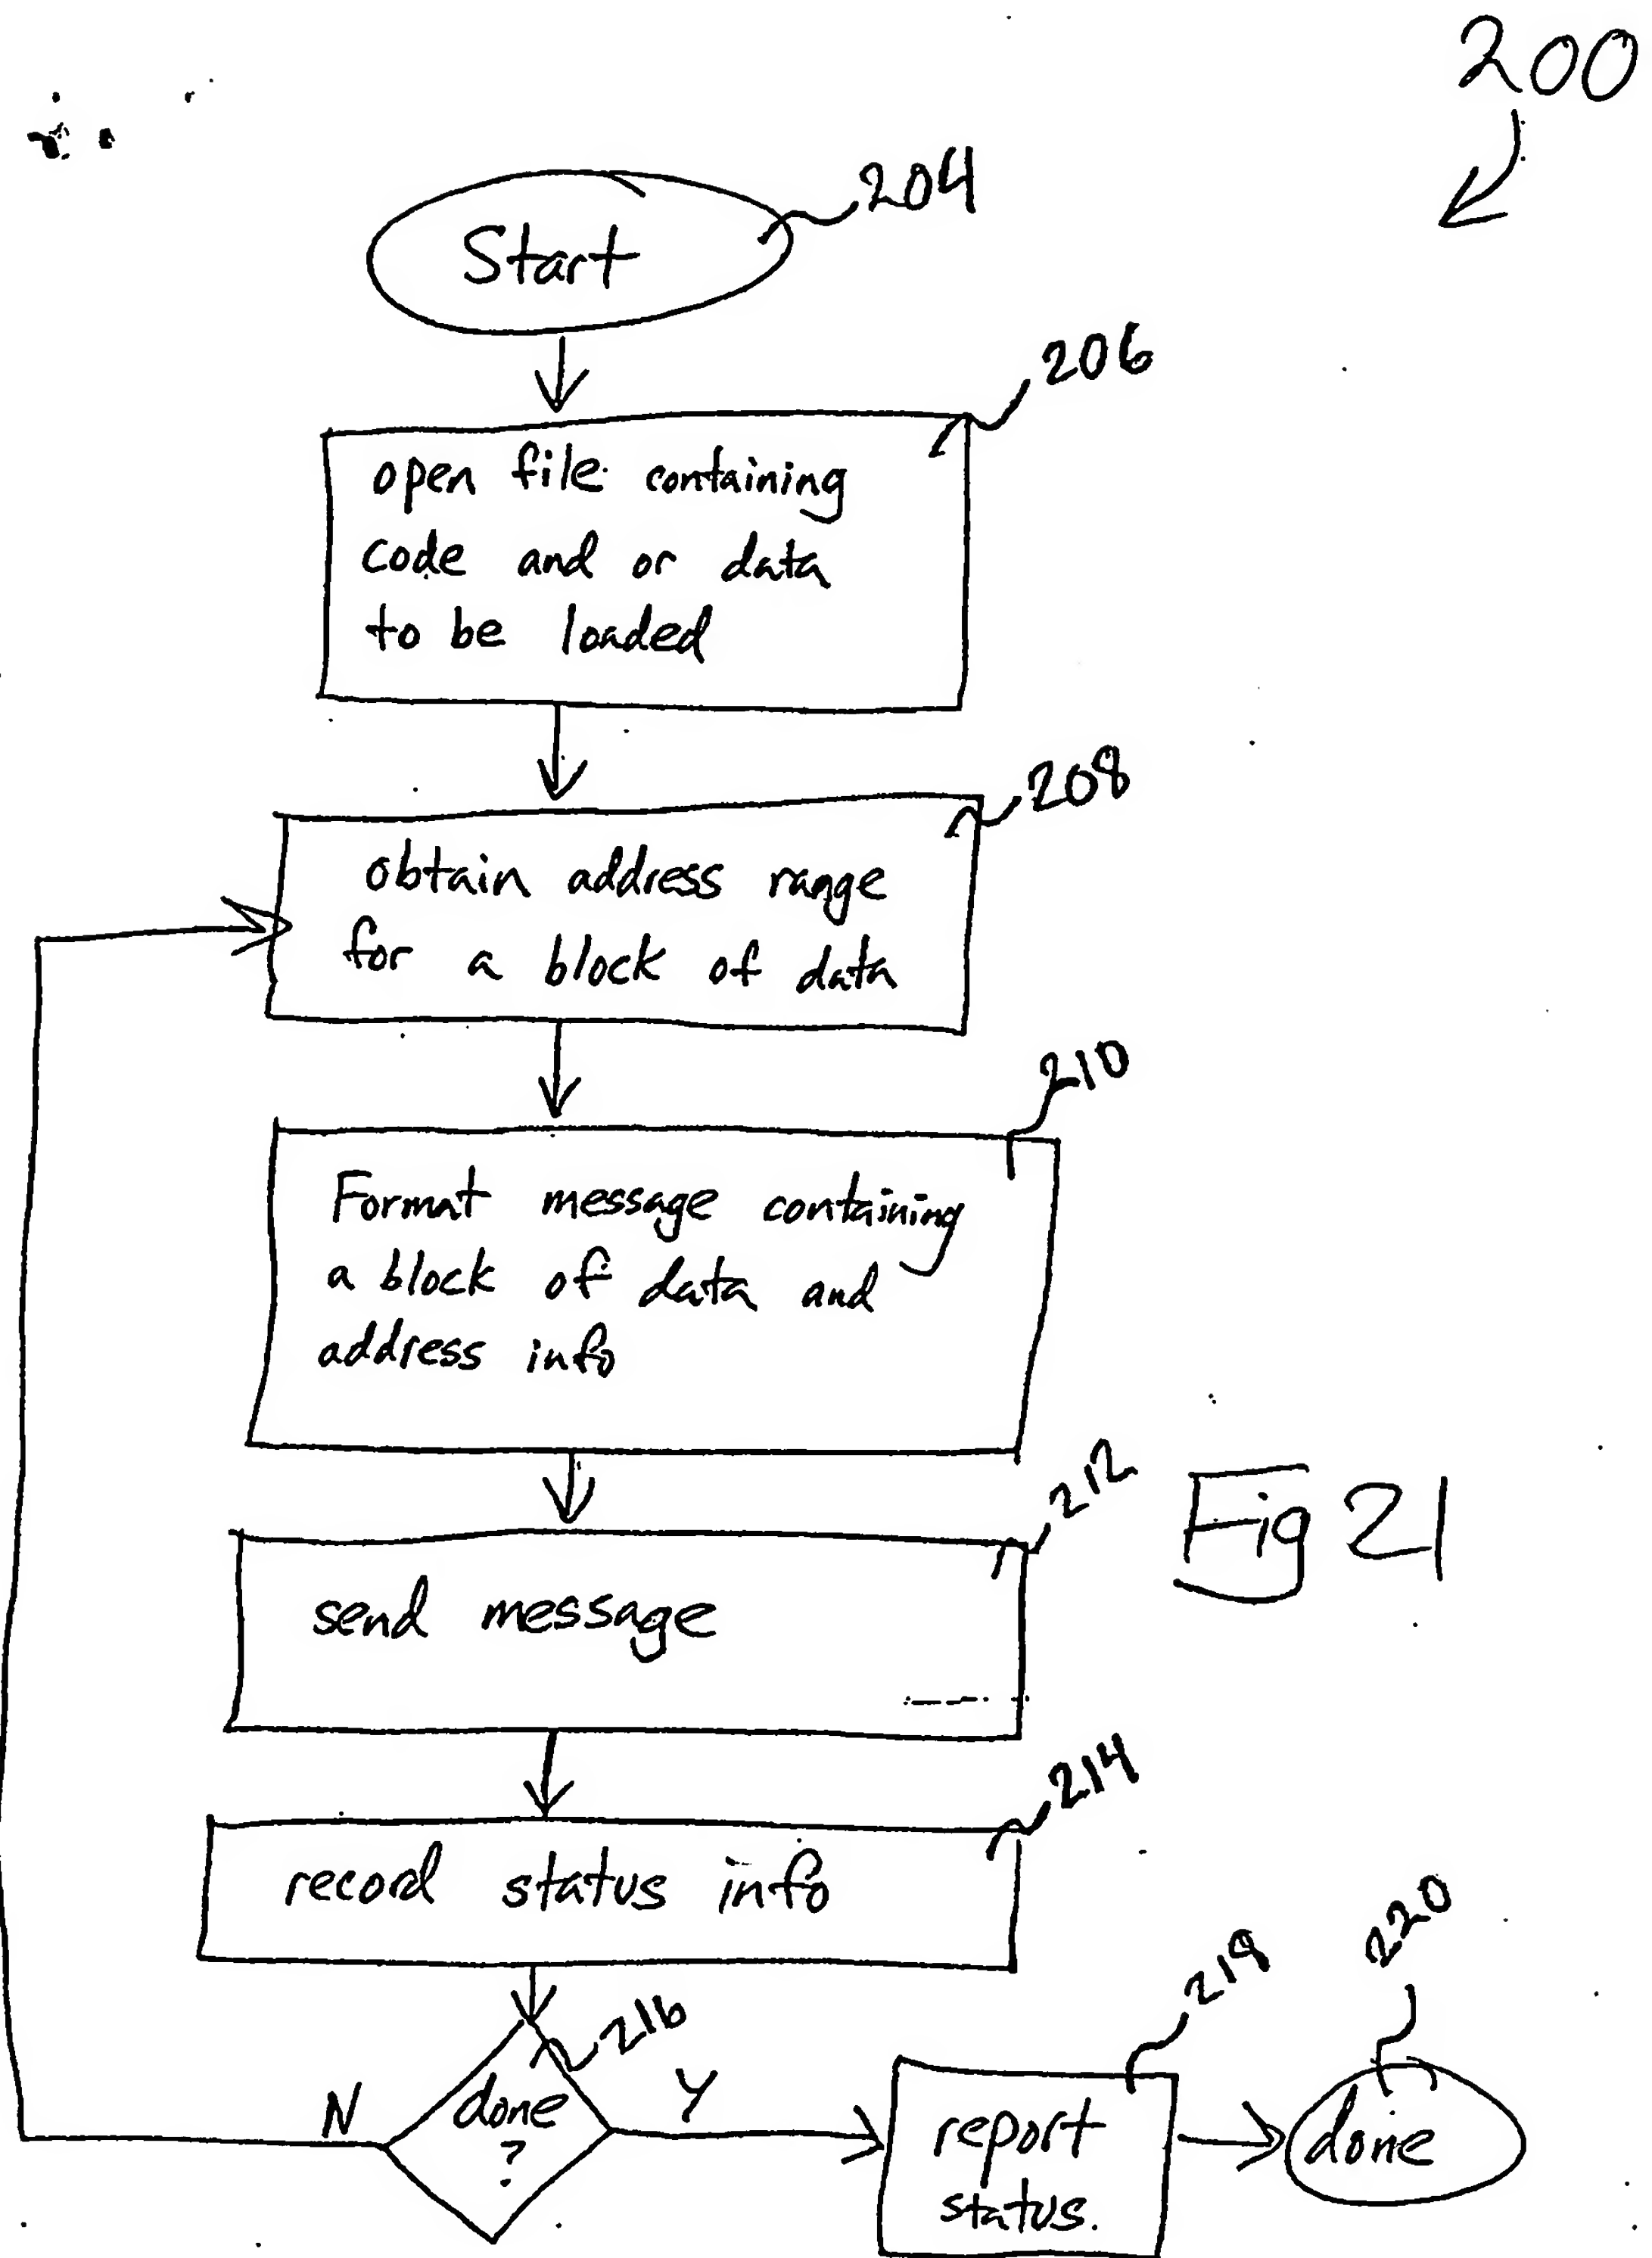 200
204
Start
206
open file containing
code and or data
to be loaded
208
obtain address range
for a block of data
210
Format message containing
a block of data and
address info
212
send message
Fig 21
214
record status info
216
218
220
N
done
?
Y
report
status.
done